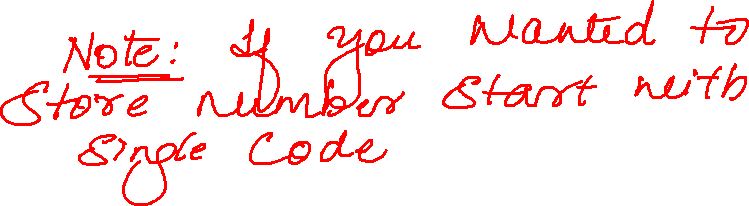 Note: If you wanted to
Store number start with
Single Code